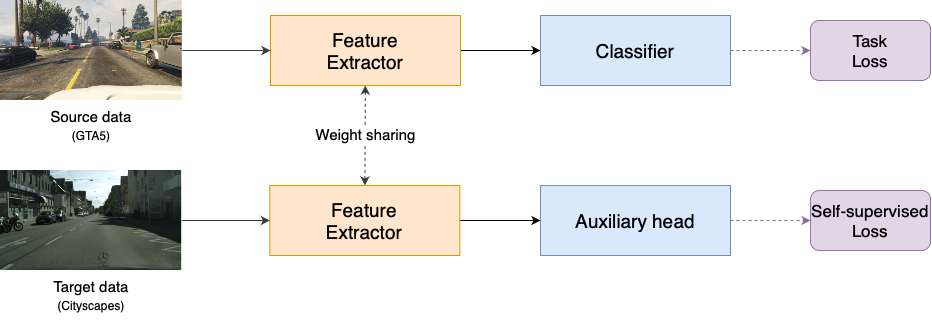 Feature
Extractor
Classifier
Task
Loss
Source data
(GTA5)
Weight sharing
Feature
Extractor
Auxiliary head
Self-supervised
Loss
Target data
(Cityscapes)